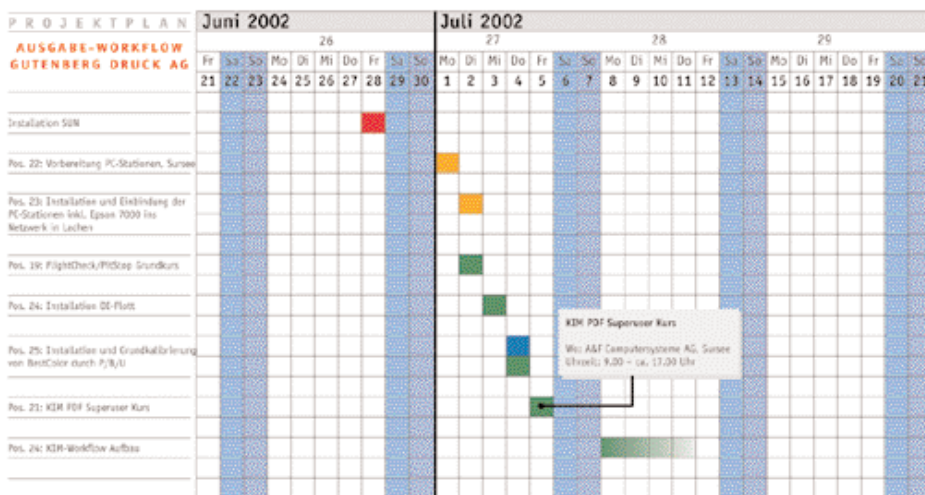 PROJEKTPLAN
AUSGABE-WORKFLOW
GUTENBERG DRUCK AG
Juni 2002
Juli 2002
26
27
28
29
Fr Sa So Mo Di Mi Do Fr Sa So Mo Di Mi Do Fr Sa So Mo Di Mi Do Fr Sa So Mo Di Mi Do Fr Sa So
21 22 23 24 25 26 27 28 29 30 1 2 3 4 5 6 7 8 9 10 11 12 13 14 15 16 17 18 19 20 21
Installation SUN
Pos. 22: Vorbereitung PC-Stationen, Sursee
Pos. 23: Installation und Einbindung der
PC-Stationen inkl. Epson 7000 ins
Netzwerk in Lachen
Pos. 19: FlightCheck/PitStop Grundkurs
Pos. 24: Installation
KIM PDF Superuser Kurs
Wo: A&F Computersysteme AG, Sursee
Uhrzeit: 9.00 – ca. 17.00 Uhr
Pos. 25: Installation und Grundkalibrierung
von BestColor durch
Pos. 21: KIM PDF Superuser Kurs
Pos. 24: KIM-Workflow Aufbau